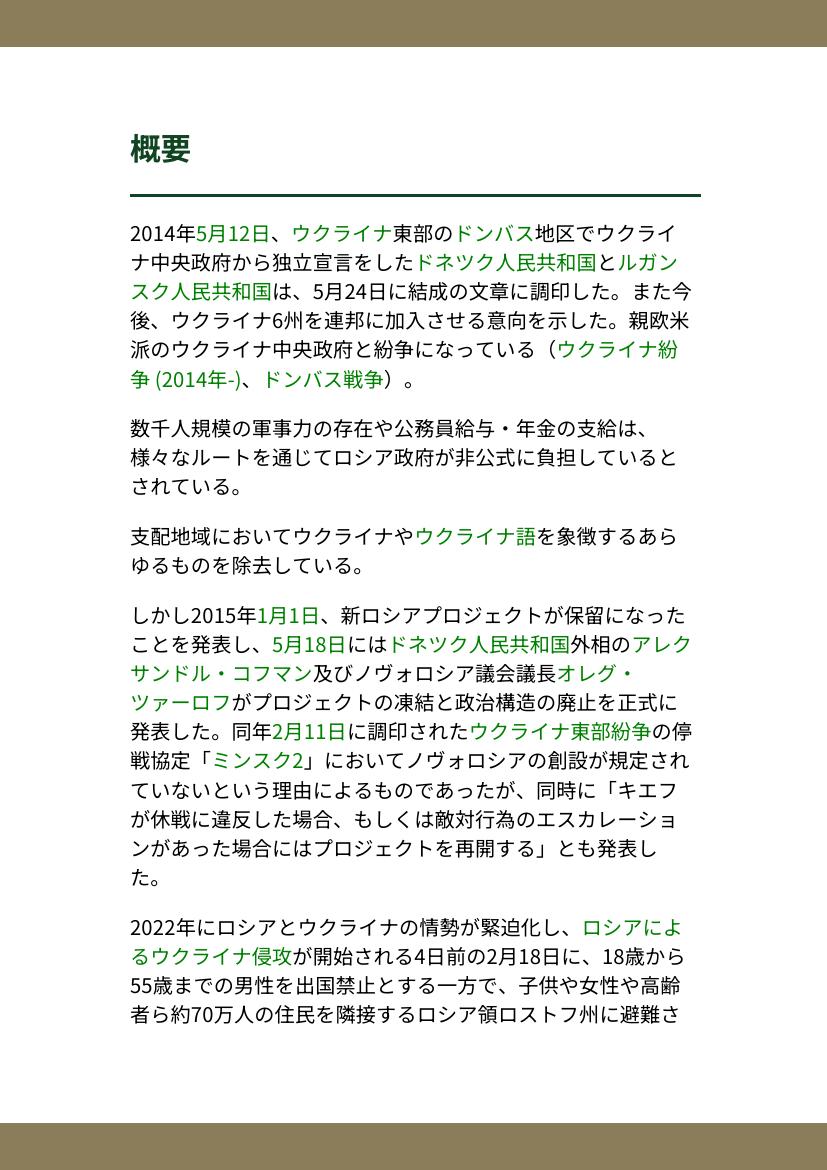 概要
2014年5月12日、ウクライナ東部のドンバス地区でウクライ
ナ中央政府から独立宣言をしたドネツク人民共和国とルガン
スク人民共和国は、5月24日に結成の文章に調印した。また今
後、ウクライナ6州を連邦に加入させる意向を示した。親欧米
派のウクライナ中央政府と紛争になっている（ウクライナ紛
争 (2014年-)、ドンバス戦争）。
数千人規模の軍事力の存在や公務員給与・年金の支給は、
様々なルートを通じてロシア政府が非公式に負担していると
されている。
支配地域においてウクライナやウクライナ語を象徴するあら
ゆるものを除去している。
しかし2015年1月1日、新ロシアプロジェクトが保留になった
ことを発表し、5月18日にはドネツク人民共和国外相のアレク
サンドル・コフマン及びノヴォロシア議会議長オレグ・
ツァーロフがプロジェクトの凍結と政治構造の廃止を正式に
発表した。同年2月11日に調印されたウクライナ東部紛争の停
戦協定「ミンスク2」においてノヴォロシアの創設が規定され
ていないという理由によるものであったが、同時に「キエフ
が休戦に違反した場合、もしくは敵対行為のエスカレーショ
ンがあった場合にはプロジェクトを再開する」とも発表し
た。
2022年にロシアとウクライナの情勢が緊迫化し、ロシアによ
るウクライナ侵攻が開始される4日前の2月18日に、18歳から
55歳までの男性を出国禁止とする一方で、子供や女性や高齢
者ら約70万人の住民を隣接するロシア領ロストフ州に避難さ